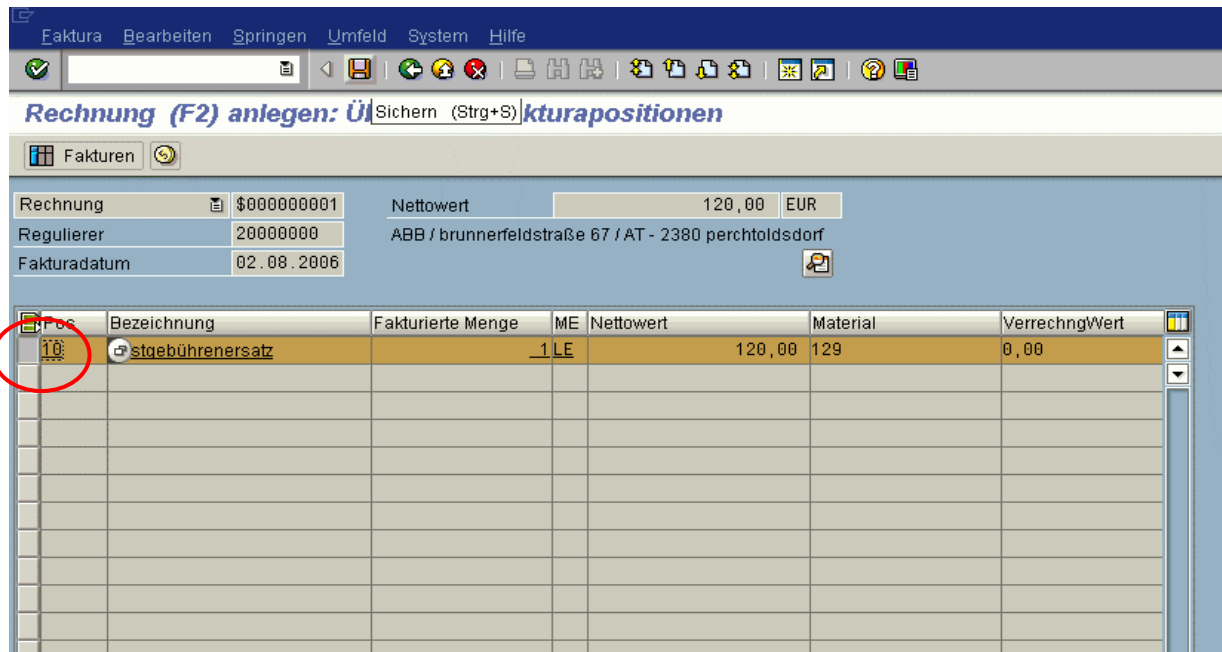 Faktura Bearbeiten Springen Umfeld System Hilfe
Rechnung (F2) anlegen: Sichern (Strg+S) kturapositionen
Fakturen
Rechnung $000000001 Nettowert 120,00 EUR
Regulierer 20000000 ABB / brunnerfeldstraße 67 / AT - 2380 perchtoldsdorf
Fakturadatum 02.08.2006
Pos Bezeichnung Fakturierte Menge ME Nettowert Material VerrechngWert
10 stgebührenersatz 1 LE 120,00 129 0,00